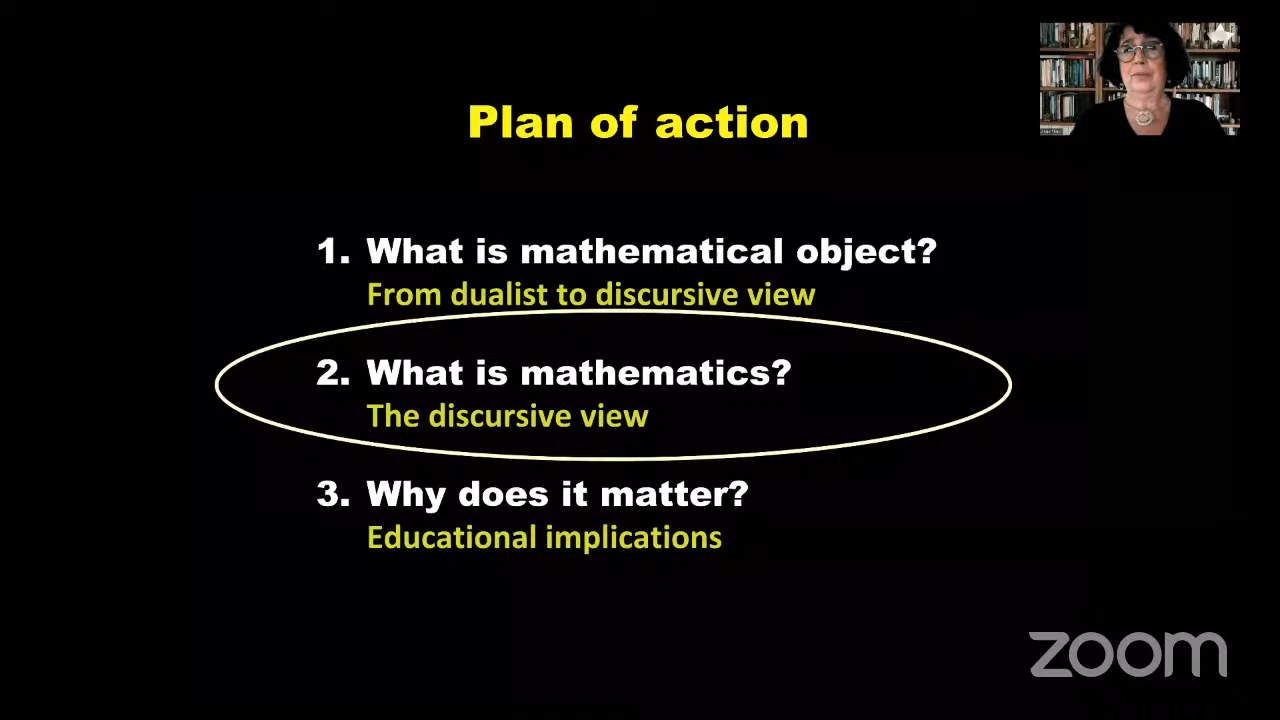 Plan of action
1. What is mathematical object?
From dualist to discursive view
2. What is mathematics?
The discursive view
3. Why does it matter?
Educational implications
zoom